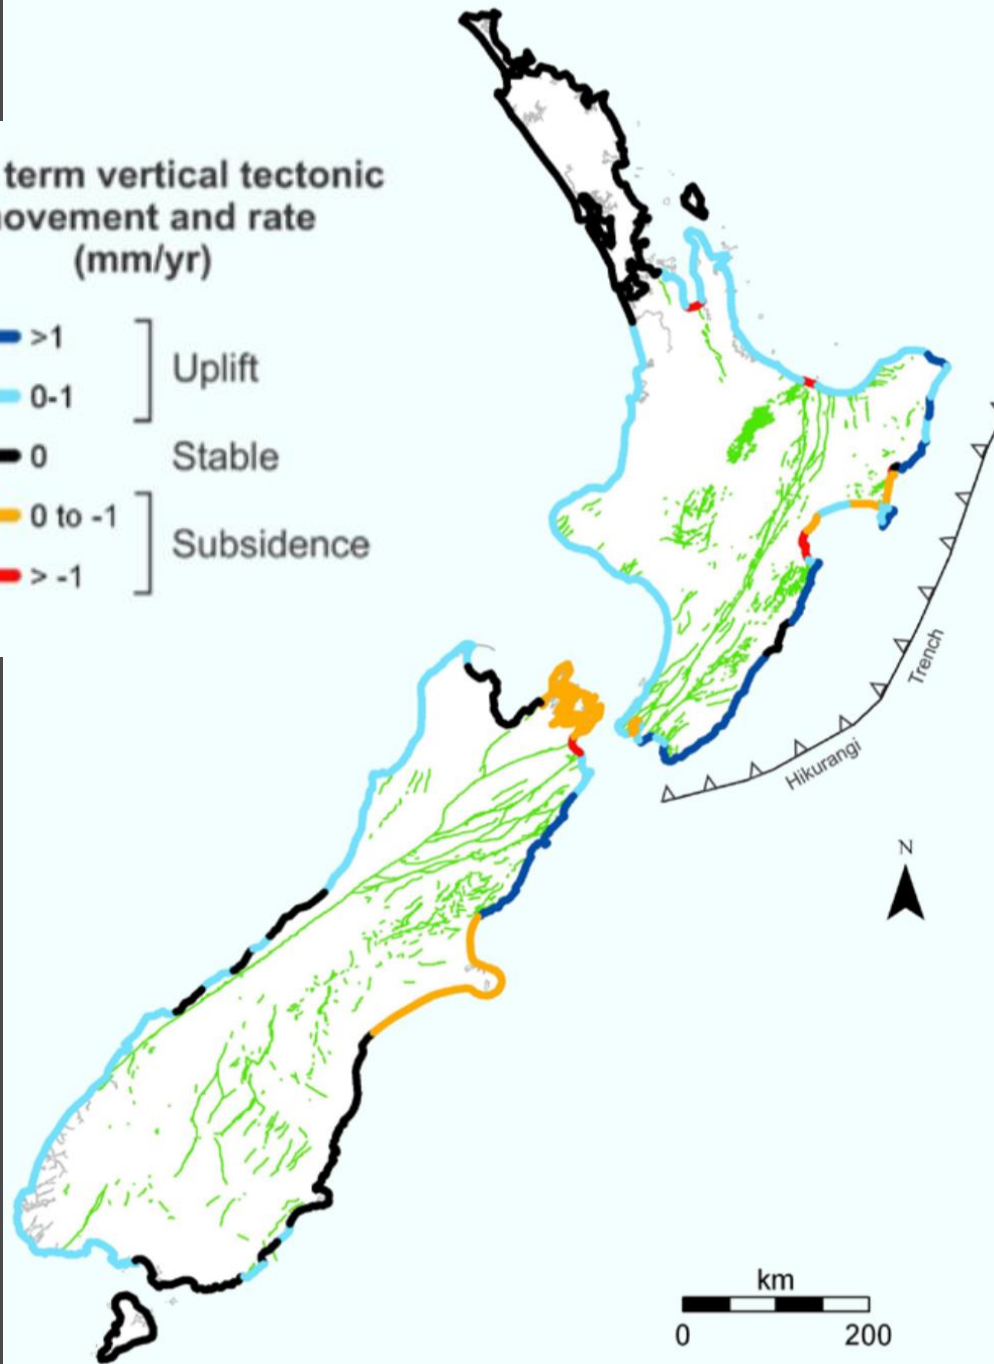 term vertical tectonic
ovement and rate
(mm/yr)
>1
0-1
Uplift
0
Stable
0 to -1
> -1
Subsidence
Trench
Hikurangi
N
km
0 200